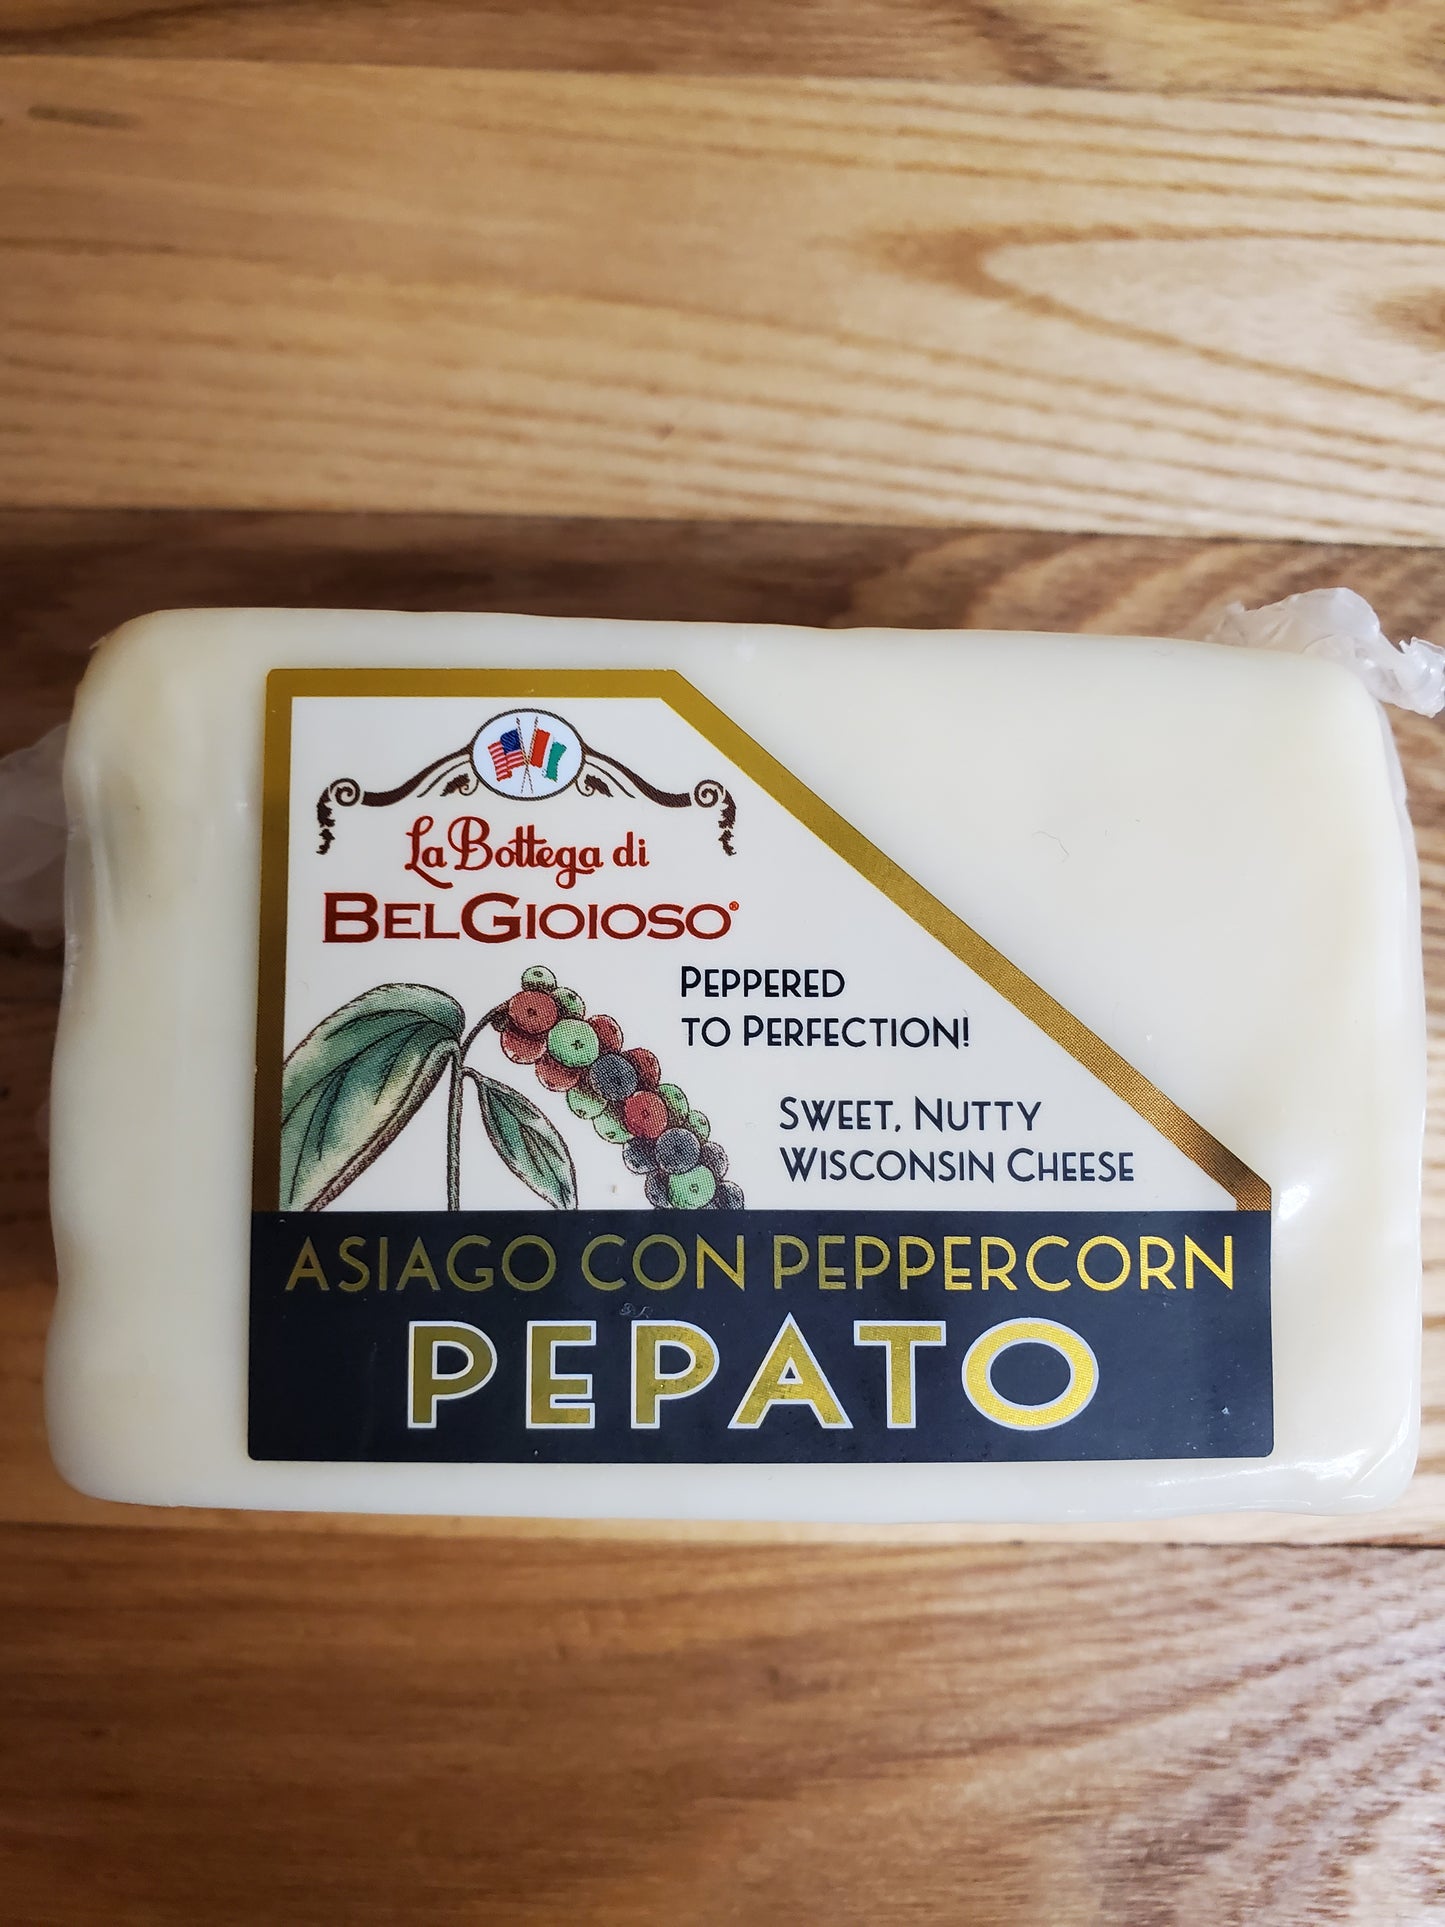 La Bottega di
BELGIOIOSO®
PEPPERED
TO PERFECTION!
SWEET, NUTTY
WISCONSIN CHEESE
ASIAGO CON PEPPERCORN
PEPATO